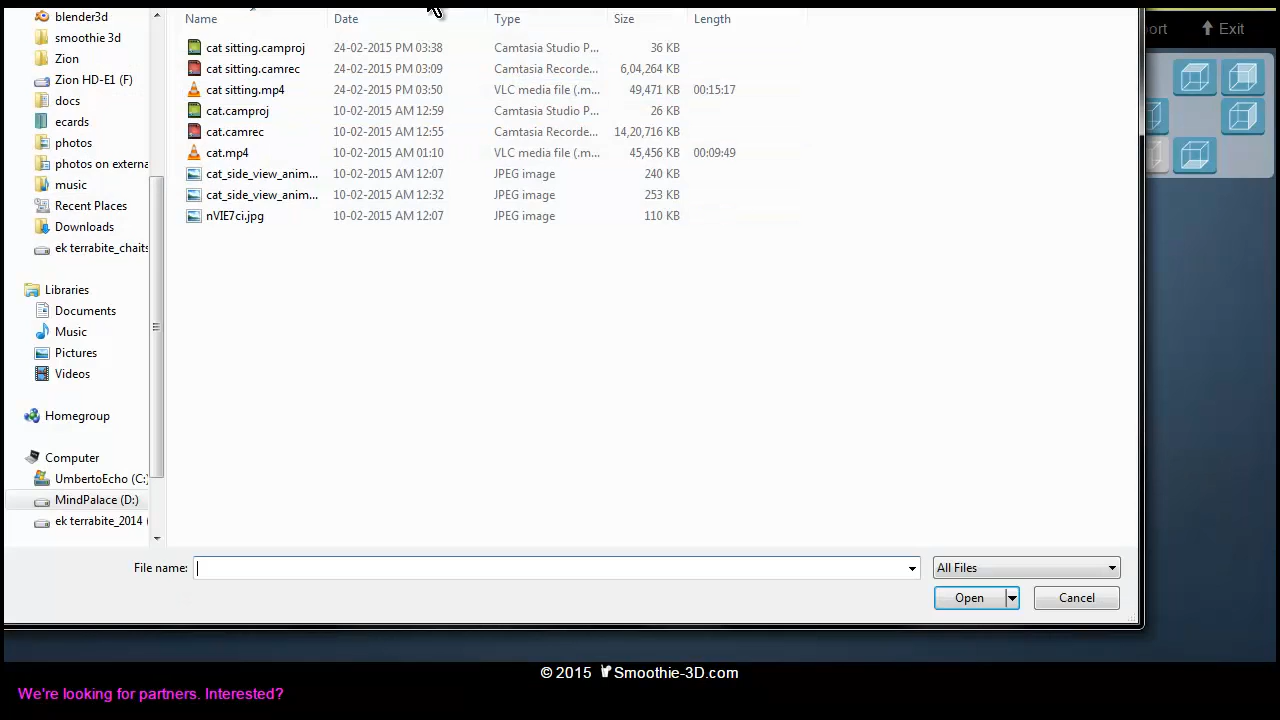 blender3d
smoothie 3d
Zion
Zion HD-E1 (F)
docs
ecards
photos
photos on externa
music
Recent Places
Downloads
ek terrabite_chaits
Libraries
Documents
Music
Pictures
Videos
Homegroup
Computer
UmbertoEcho (C:)
MindPalace (D:)
ek terrabite_2014 (
Name Date Type Size Length
cat sitting.camproj 24-02-2015 PM 03:38 Camtasia Studio P... 36 KB
cat sitting.camrec 24-02-2015 PM 03:09 Camtasia Recorde... 6,04,264 KB
cat sitting.mp4 24-02-2015 PM 03:50 VLC media file (.m... 49,471 KB 00:15:17
cat.camproj 10-02-2015 AM 12:59 Camtasia Studio P... 26 KB
cat.camrec 10-02-2015 AM 12:55 Camtasia Recorde... 14,20,716 KB
cat.mp4 10-02-2015 AM 01:10 VLC media file (.m... 45,456 KB 00:09:49
cat_side_view_anim... 10-02-2015 AM 12:07 JPEG image 240 KB
cat_side_view_anim... 10-02-2015 AM 12:32 JPEG image 253 KB
nVIE7ci.jpg 10-02-2015 AM 12:07 JPEG image 110 KB
File name: All Files
Open Cancel
ort Exit
© 2015 Smoothie-3D.com
We're looking for partners. Interested?